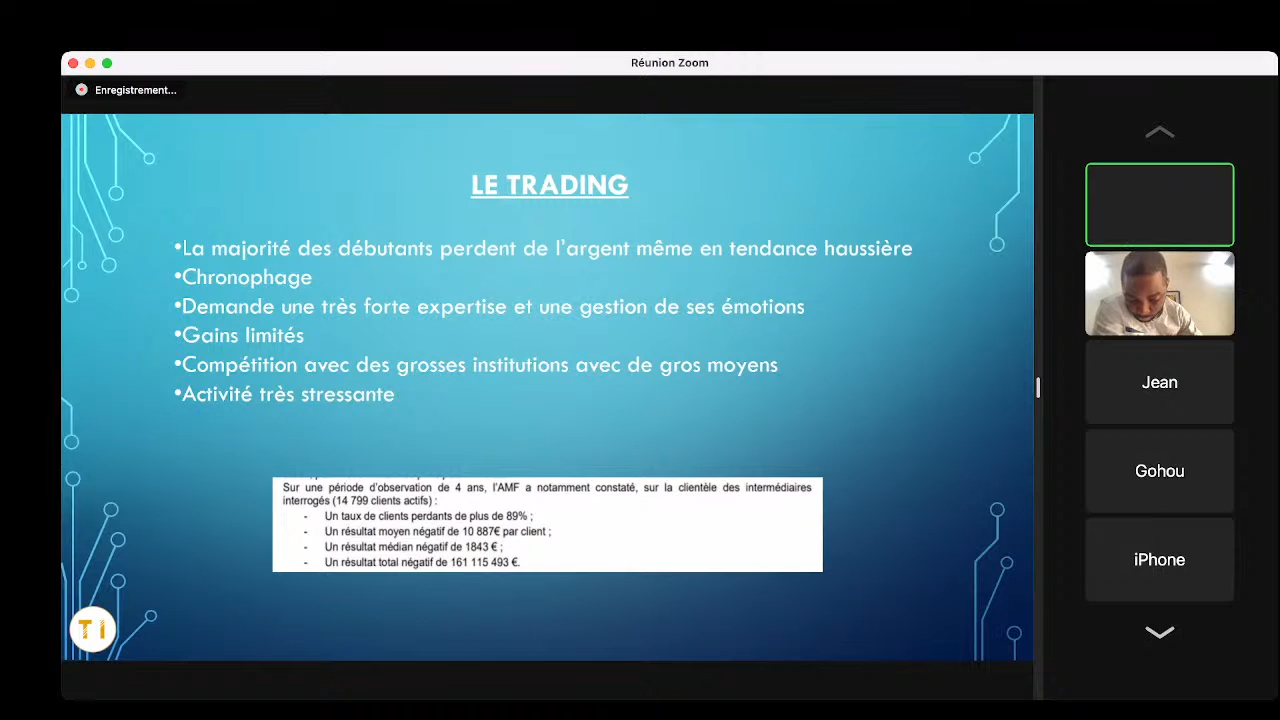 Réunion Zoom
Enregistrement...
LE TRADING
•La majorité des débutants perdent de l'argent même en tendance haussière
•Chronophage
•Demande une très forte expertise et une gestion de ses émotions
•Gains limités
•Compétition avec des grosses institutions avec de gros moyens
•Activité très stressante
Sur une période d'observation de 4 ans, l'AMF a notamment constaté, sur la clientèle des intermédiaires
interrogés (14 799 clients actifs) :
- Un taux de clients perdants de plus de 89% ;
- Un résultat moyen négatif de 10 887€ par client ;
- Un résultat médian négatif de 1843 € ;
- Un résultat total négatif de 161 115 493 €.
T I
Jean
Gohou
iPhone